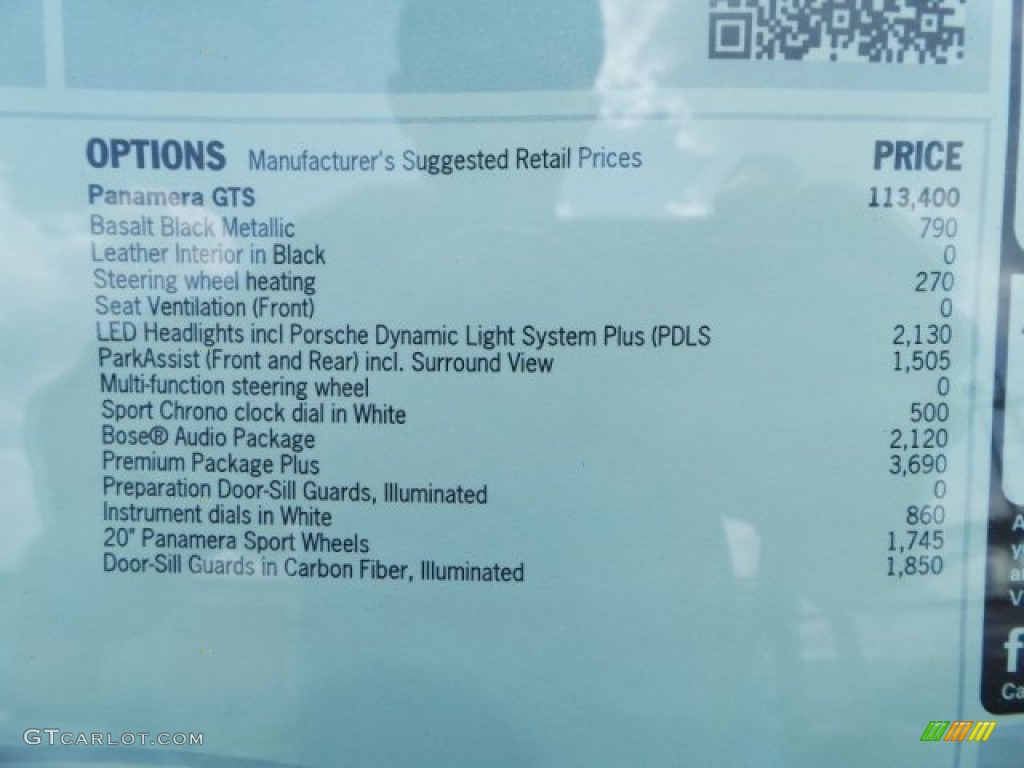 OPTIONS Manufacturer's Suggested Retail Prices PRICE
Panamera GTS 113,400
Basalt Black Metallic 790
Leather Interior in Black 0
Steering wheel heating 270
Seat Ventilation (Front) 0
LED Headlights incl Porsche Dynamic Light System Plus (PDLS 2,130
ParkAssist (Front and Rear) incl. Surround View 1,505
Multi-function steering wheel 0
Sport Chrono clock dial in White 500
Bose® Audio Package 2,120
Premium Package Plus 3,690
Preparation Door-Sill Guards, Illuminated 0
Instrument dials in White 860
20" Panamera Sport Wheels 1,745
Door-Sill Guards in Carbon Fiber, Illuminated 1,850
GTCARLOT.COM